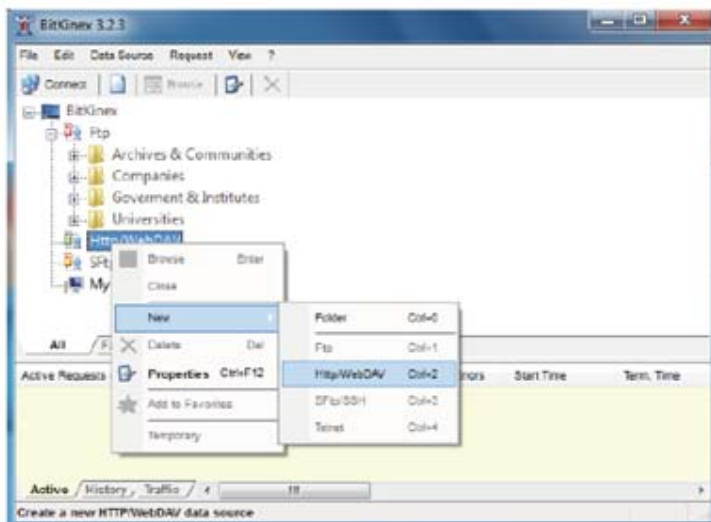 BitKinex 3.2.3
File Edit Data Source Request View ?
Connect Browse
BitKinex
Ftp
Archives & Communities
Companies
Goverment & Institutes
Universities
Http/WebDAV
SFt
My
Browse Enter
Close
New
Delete Del
Properties Ctrl+F12
Add to Favorites
Temporary
Folder Ctrl+0
Ftp Ctrl+1
Http/WebDAV Ctrl+2
SFtp/SSH Ctrl+3
Telnet Ctrl+4
All
Active Requests Start Time Term. Time
Active History Traffic
Create a new HTTP/WebDAV data source